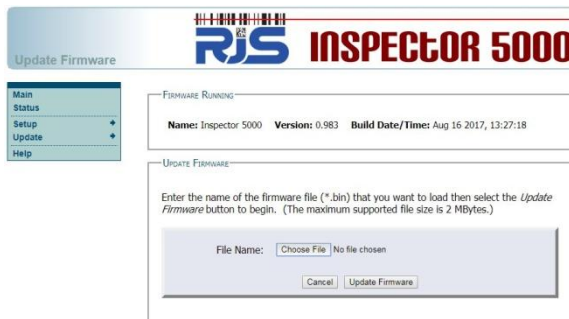 Update Firmware
RJS INSPECTOR 5000
Main
Status
Setup
Update
Help
FIRMWARE RUNNING
Name: Inspector 5000 Version: 0.983 Build Date/Time: Aug 16 2017, 13:27:18
UPDATE FIRMWARE
Enter the name of the firmware file (*.bin) that you want to load then select the Update
Firmware button to begin. (The maximum supported file size is 2 MBytes.)
File Name: Choose File No file chosen
Cancel Update Firmware